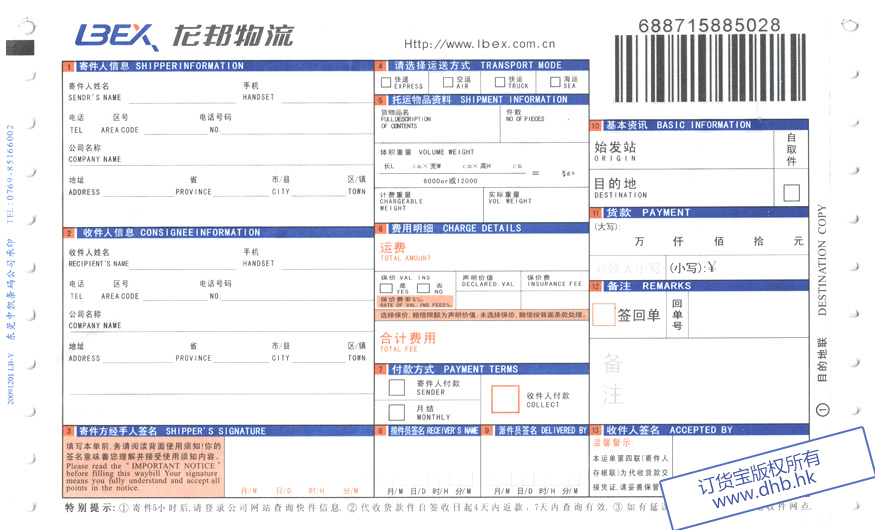 LBEX 龙邦物流
Http://www.lbex.com.cn
688715885028
1 寄件人信息 SHIPPERINFORMATION
寄件人姓名 手机
SENDR'S NAME HANDSET
电话 区号 电话号码
TEL AREA CODE NO.
公司名称
COMPANY NAME
地址 省 市/县 区/镇
ADDRESS PROVINCE CITY TOWN
2 收件人信息 CONSIGNEEINFORMATION
收件人姓名 手机
RECIPIENT'S NAME HANDSET
电话 区号 电话号码
TEL AREA CODE NO.
公司名称
COMPANY NAME
地址 省 市/县 区/镇
ADDRESS PROVINCE CITY TOWN
3 寄件方经手人签名 SHIPPER'S SIGNATURE
填写本单前,务请阅读背面使用须知!你的
签名意味着您理解并接受使用须知内容。
Please read the "IMPORTANT NOTICE"
before filling this waybill Your signature
means you fully understand and accept all
points in the notice.
月/M 日/D 时/H 分/M
4 请选择运送方式 TRANSPORT MODE
快递 空运 快运 海运
EXPRESS AIR TRUCK SEA
5 托运物品资料 SHIPMENT INFORMATION
货物品名 件数
FULL DESCRIPTION NO OF PIECES
OF CONTENTS
体积重量 VOLUME WEIGHT
长L cm×宽W cm×高H cm
6000or或12000 = kgs
计费重量 实际重量
CHARGEABLE VOL WEIGHT
WEIGHT
6 费用明细 CHARGE DETAILS
运费
TOTAL AMOUNT
保价 VAL. INS 声明价值 保价费
是 否 DECLARED.VAL INSURANCE FEE
YES NO
保价费率5‰
RATE OF VAL. INS.FEE5‰
选择保价,赔偿限额为声明价值.未选择保价,赔偿按背面条款处理。
合计费用
TOTAL FEE
7 付款方式 PAYMENT TERMS
寄件人付款
SENDER
收件人付款
COLLECT
月结
MONTHLY
8 接件员签名 RECEIVER'S NAME
月/M 日/D 时/H 分/M
9 派件员签名 DELIVERED BY
月/M 日/D 时/H 分/M
10 基本资讯 BASIC INFORMATION
始发站
ORIGIN
自取件
目的地
DESTINATION
11 货款 PAYMENT
(大写):
万 仟 佰 拾 元
必须大小写 (小写):¥
12 备注 REMARKS
签回单 回单号
备
注
13 收件人签名 ACCEPTED BY
温馨警示
本运单第四联(寄件人
存根联)为代收货款交
接凭证,请妥善保管
特别提示:①寄件5小时后,请登录公司网站查询快件信息.②代收货款件自签收日起4天内返款,7天内查询有效.③如有延
件网点.
20091201 LH-Y 东莞中凯条码公司承印 TEL:0769-85166002
① 目的地联 DESTINATION COPY
订货宝版权所有
www.dhb.hk